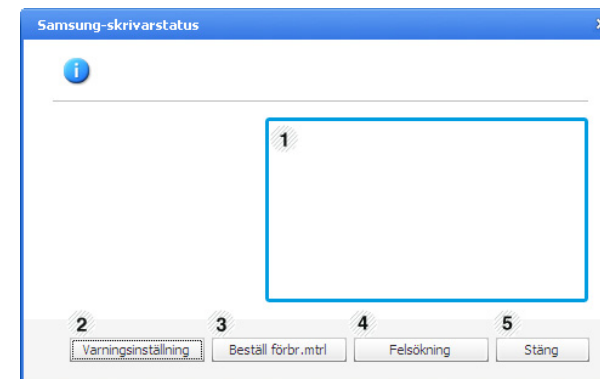 Samsung-skrivarstatus
1
2 3 4 5
Varningsinställning Beställ förbr.mtrl Felsökning Stäng